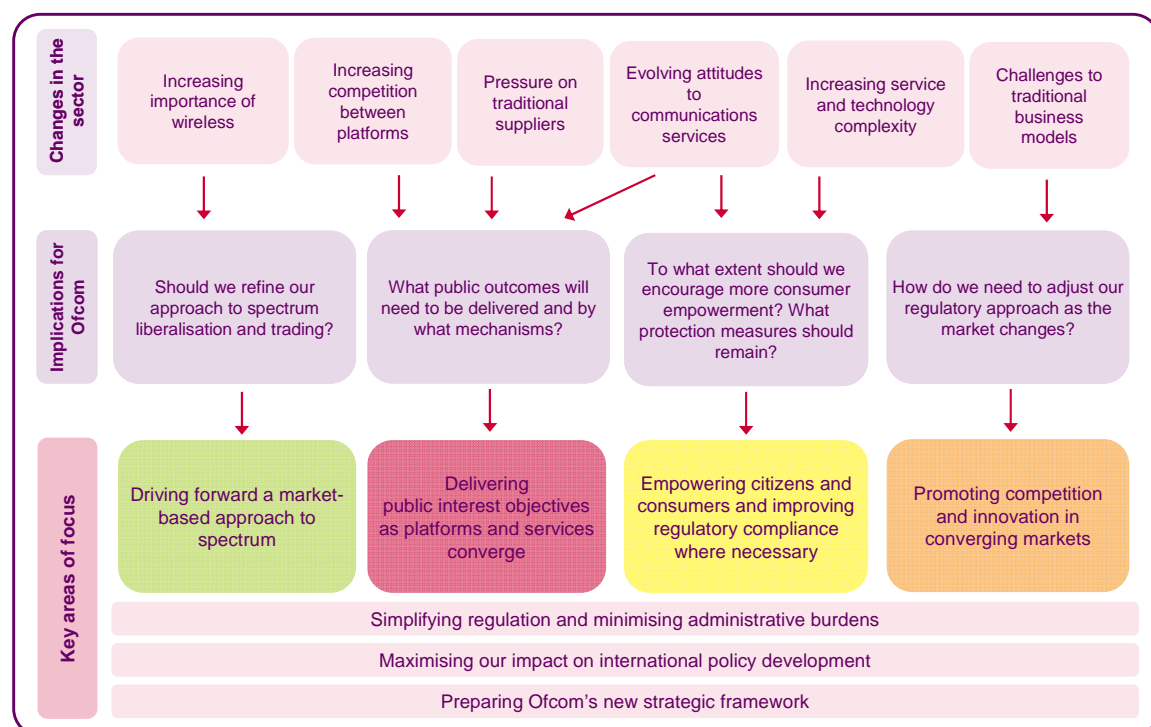 Changes in the
sector
Increasing
importance of
wireless
Increasing
competition
between
platforms
Pressure on
traditional
suppliers
Evolving attitudes
to
communications
services
Increasing service
and technology
complexity
Challenges to
traditional
business
models
Implications for
Ofcom
Should we refine our
approach to spectrum
liberalisation and trading?
What public outcomes will
need to be delivered and by
what mechanisms?
To what extent should we
encourage more consumer
empowerment? What
protection measures should
remain?
How do we need to adjust our
regulatory approach as the
market changes?
Key areas of focus
Driving forward a market-
based approach to
spectrum
Delivering
public interest objectives
as platforms and services
converge
Empowering citizens and
consumers and improving
regulatory compliance
where necessary
Promoting competition
and innovation in
converging markets
Simplifying regulation and minimising administrative burdens
Maximising our impact on international policy development
Preparing Ofcom's new strategic framework